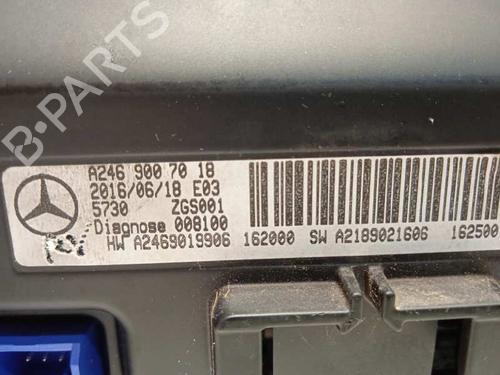 B-PARTS
A246 900 70 18
2016/06/18 E03
5730 ZGS001
Diagnose 008100
HW A2469019906 162000 SW A2189021606 162500